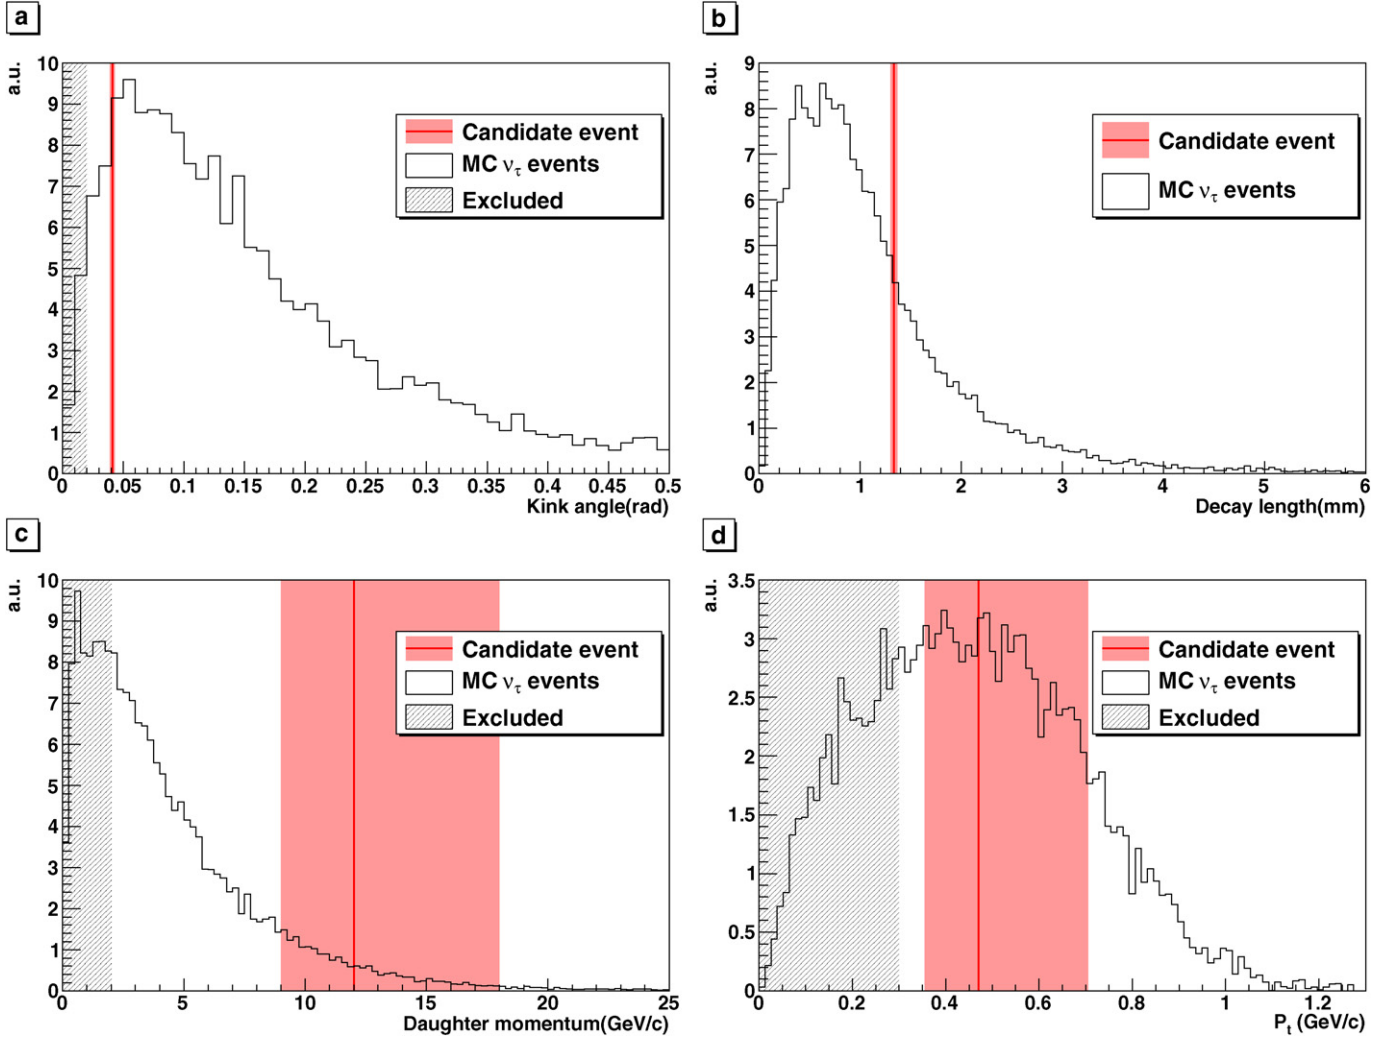 a
a.u.
10
9
8
7
6
5
4
3
2
1
0
0 0.05 0.1 0.15 0.2 0.25 0.3 0.35 0.4 0.45 0.5
Kink angle(rad)
Candidate event
MC ντ events
Excluded
b
a.u.
9
8
7
6
5
4
3
2
1
0
0 1 2 3 4 5 6
Decay length(mm)
Candidate event
MC ντ events
c
a.u.
10
9
8
7
6
5
4
3
2
1
0
0 5 10 15 20 25
Daughter momentum(GeV/c)
Candidate event
MC ντ events
Excluded
d
a.u.
3.5
3
2.5
2
1.5
1
0.5
0
0 0.2 0.4 0.6 0.8 1 1.2
Pt (GeV/c)
Candidate event
MC ντ events
Excluded